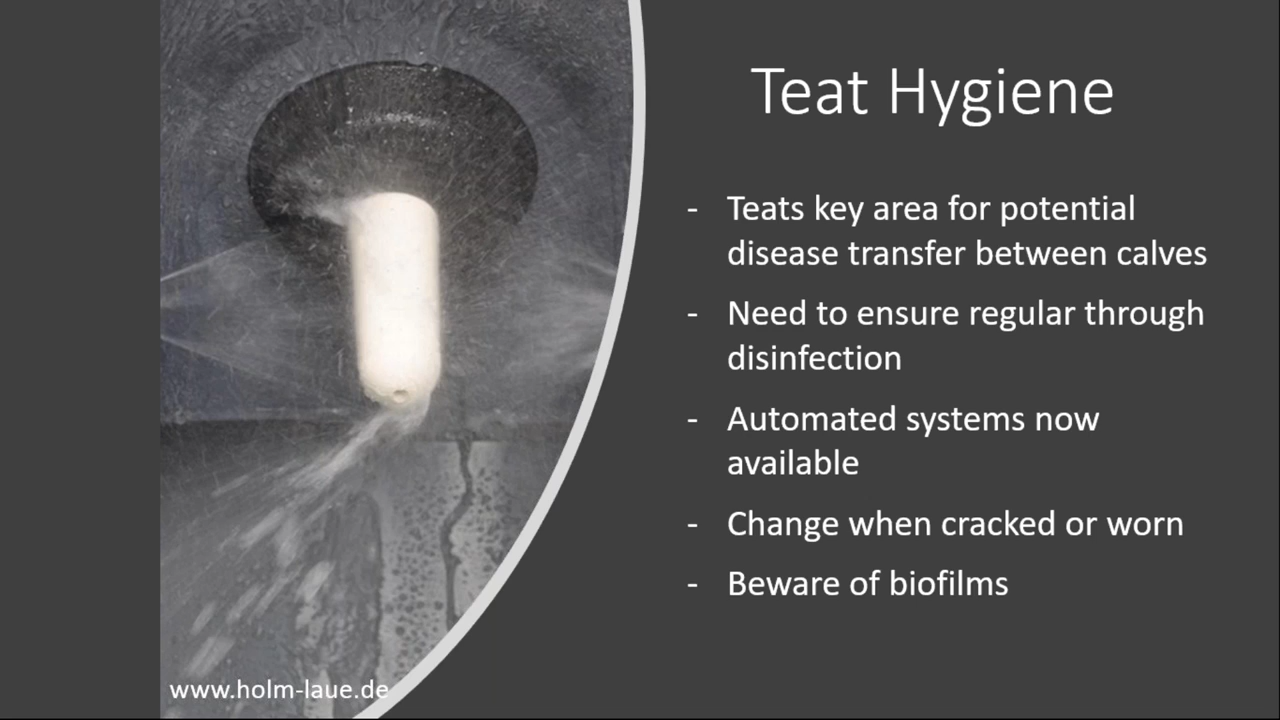 Teat Hygiene
- Teats key area for potential
disease transfer between calves
- Need to ensure regular through
disinfection
- Automated systems now
available
- Change when cracked or worn
- Beware of biofilms
www.holm-laue.de